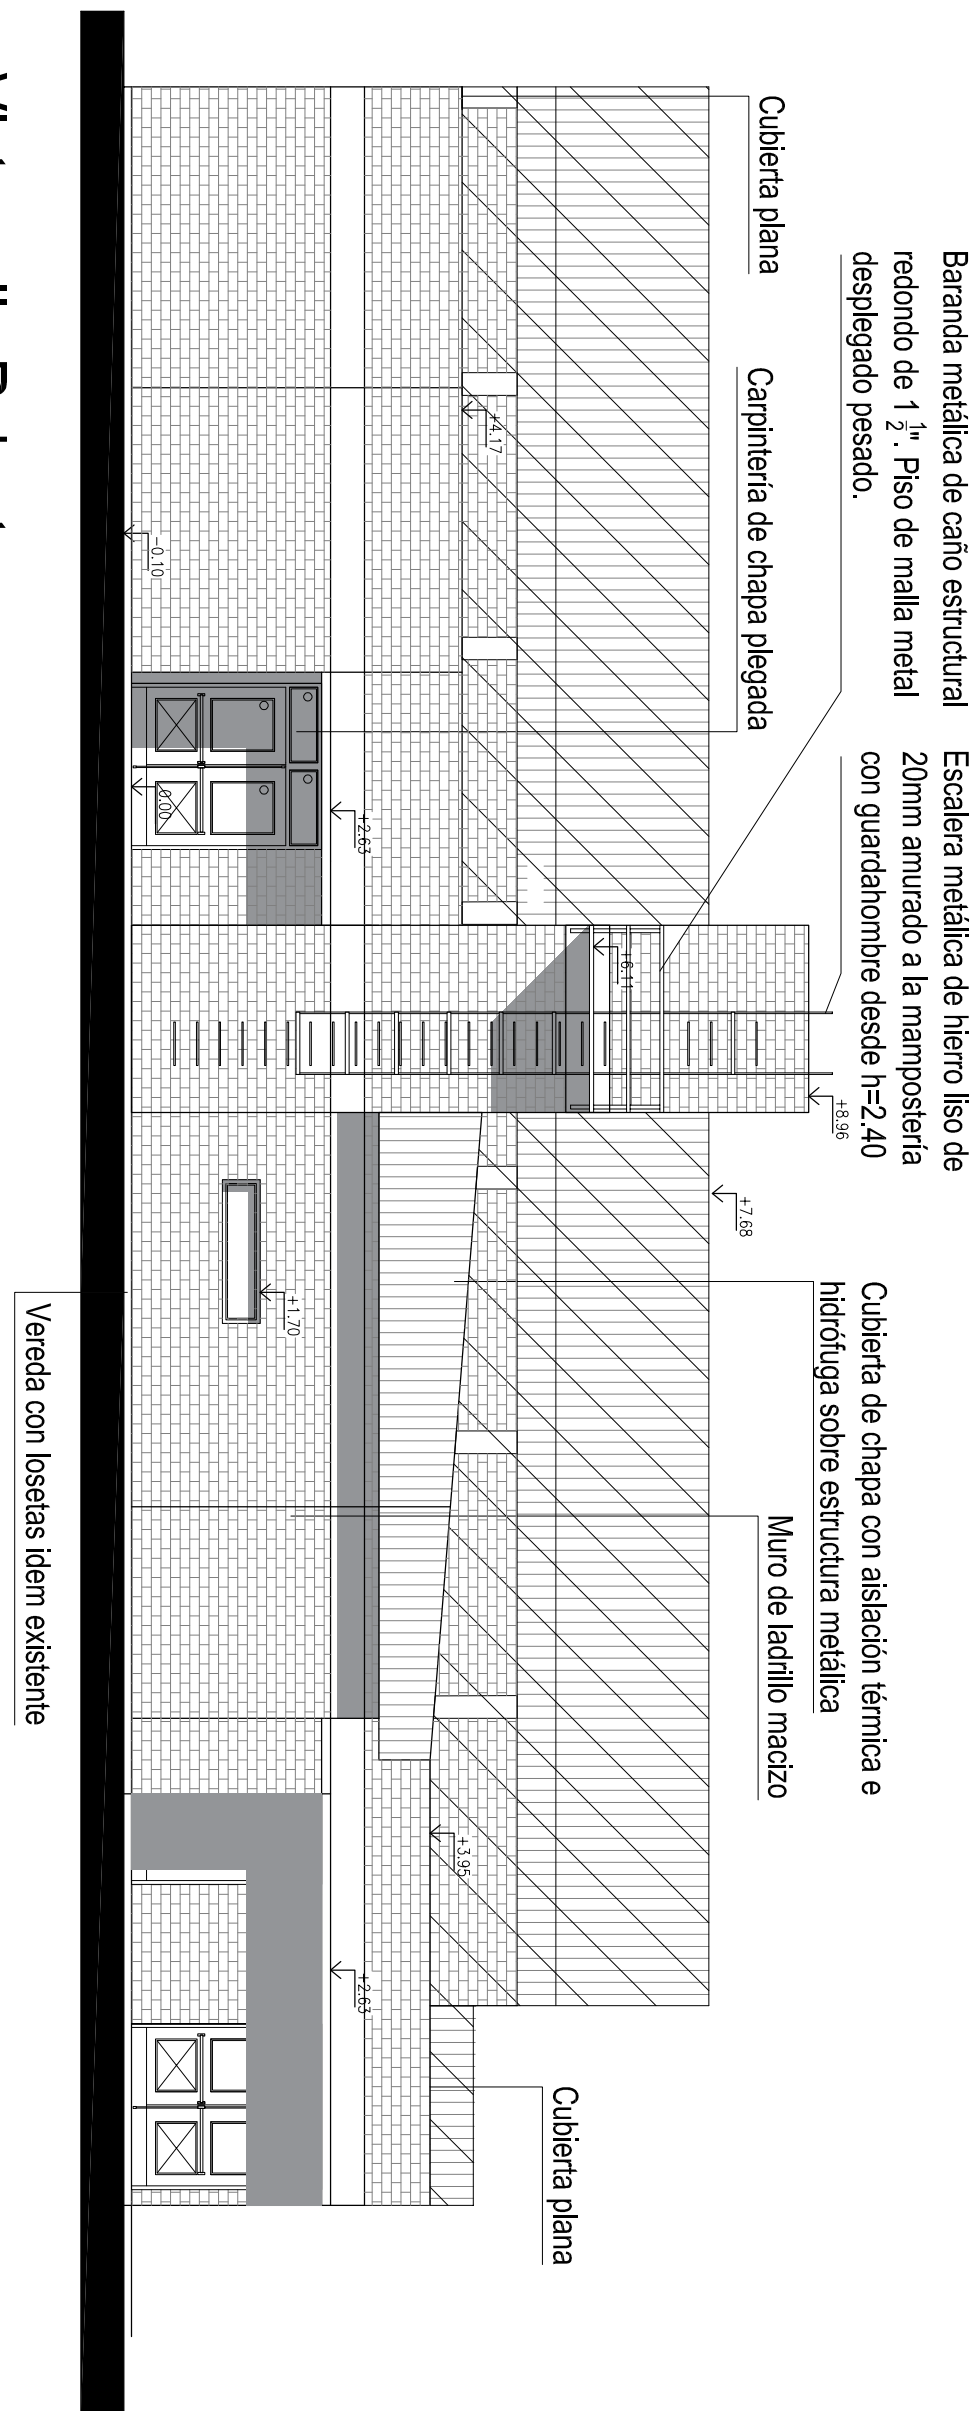 Baranda metálica de caño estructural
redondo de 1 1/2". Piso de malla metal
desplegado pesado.
Escalera metálica de hierro liso de
20mm amurado a la mampostería
con guardahombre desde h=2.40
Cubierta plana
Carpintería de chapa plegada
Cubierta de chapa con aislación térmica e
hidrófuga sobre estructura metálica
Muro de ladrillo macizo
Cubierta plana
+8.96
+7.68
+6.11
+4.17
+3.95
+2.63
+2.63
+1.70
0.00
-0.10
Vereda con losetas idem existente